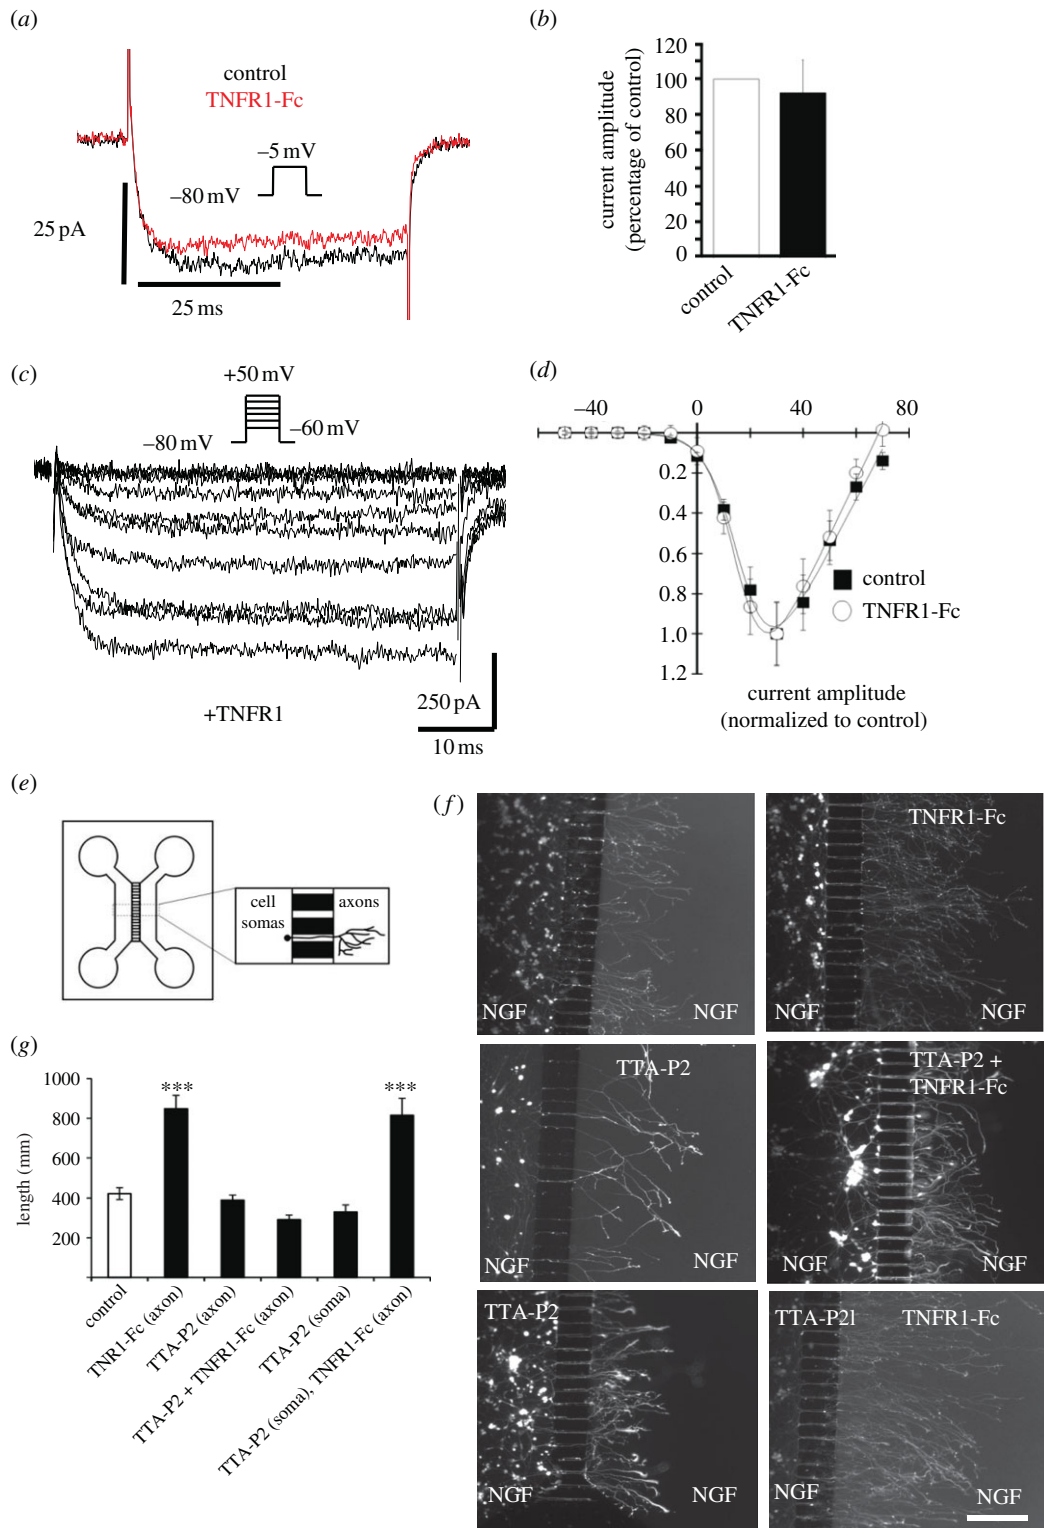 (a)
control
TNFR1-Fc
–5 mV
–80 mV
25 pA
25 ms
(b)
current amplitude
(percentage of control)
120
100
80
60
40
20
0
control
TNFR1-Fc
(c)
+50 mV
–80 mV
–60 mV
+TNFR1
250 pA
10 ms
(d)
–40
0
40
80
0.2
0.4
0.6
0.8
1.0
1.2
control
TNFR1-Fc
current amplitude
(normalized to control)
(e)
cell
somas
axons
(f)
NGF
NGF
TNFR1-Fc
NGF
NGF
TTA-P2
NGF
NGF
TTA-P2 +
TNFR1-Fc
NGF
NGF
TTA-P2
NGF
NGF
TTA-P2l
TNFR1-Fc
NGF
NGF
(g)
length (mm)
1000
800
600
400
200
***
***
control
TNR1-Fc (axon)
TTA-P2 (axon)
TTA-P2 + TNFR1-Fc (axon)
TTA-P2 (soma)
TTA-P2 (soma), TNFR1-Fc (axon)